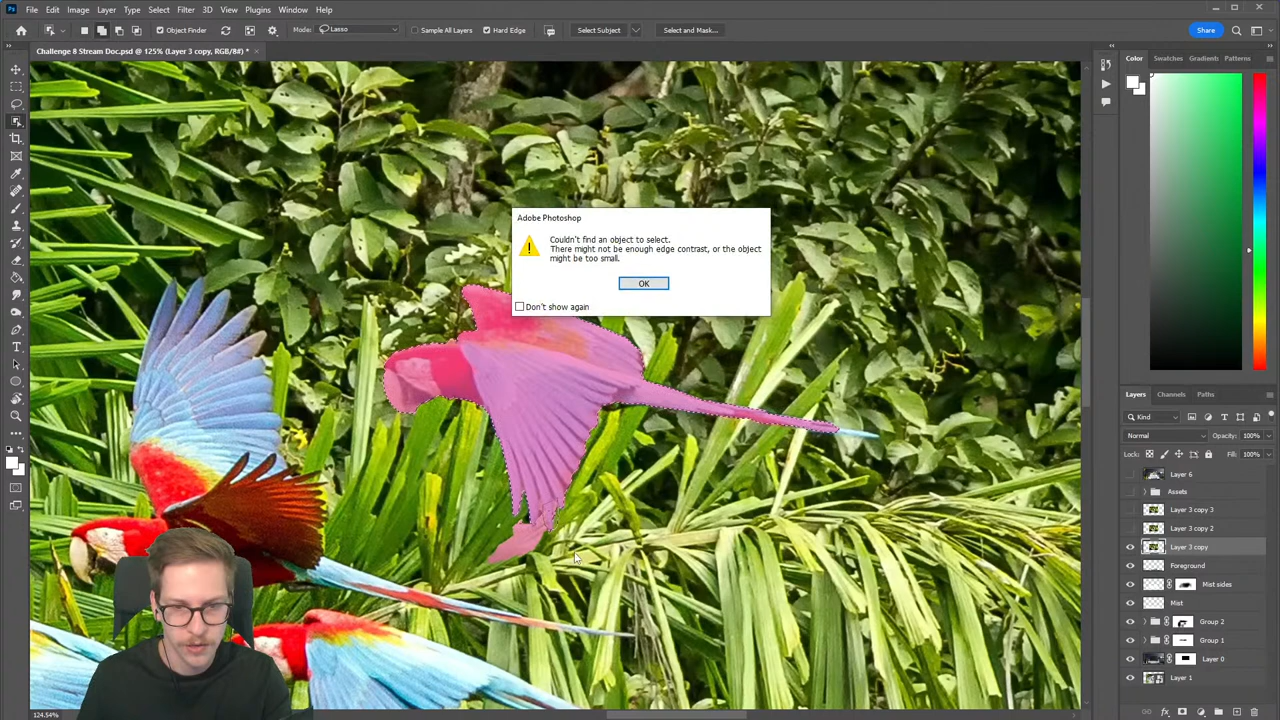 Ps File Edit Image Layer Type Select Filter 3D View Plugins Window Help
Object Finder Mode: Lasso Sample All Layers Hard Edge Select Subject Select and Mask... Share
Challenge 8 Stream Doc.psd @ 125% (Layer 3 copy, RGB/8#) *
Color Swatches Gradients Patterns
Adobe Photoshop
Couldn't find an object to select.
There might not be enough edge contrast, or the object
might be too small.
OK
Don't show again
Layers Channels Paths
Kind
Normal Opacity: 100%
Lock: Fill: 100%
Layer 6
Assets
Layer 3 copy 3
Layer 3 copy 2
Layer 3 copy
Foreground
Mist sides
Mist
Group 2
Group 1
Layer 0
Layer 1
124.54%